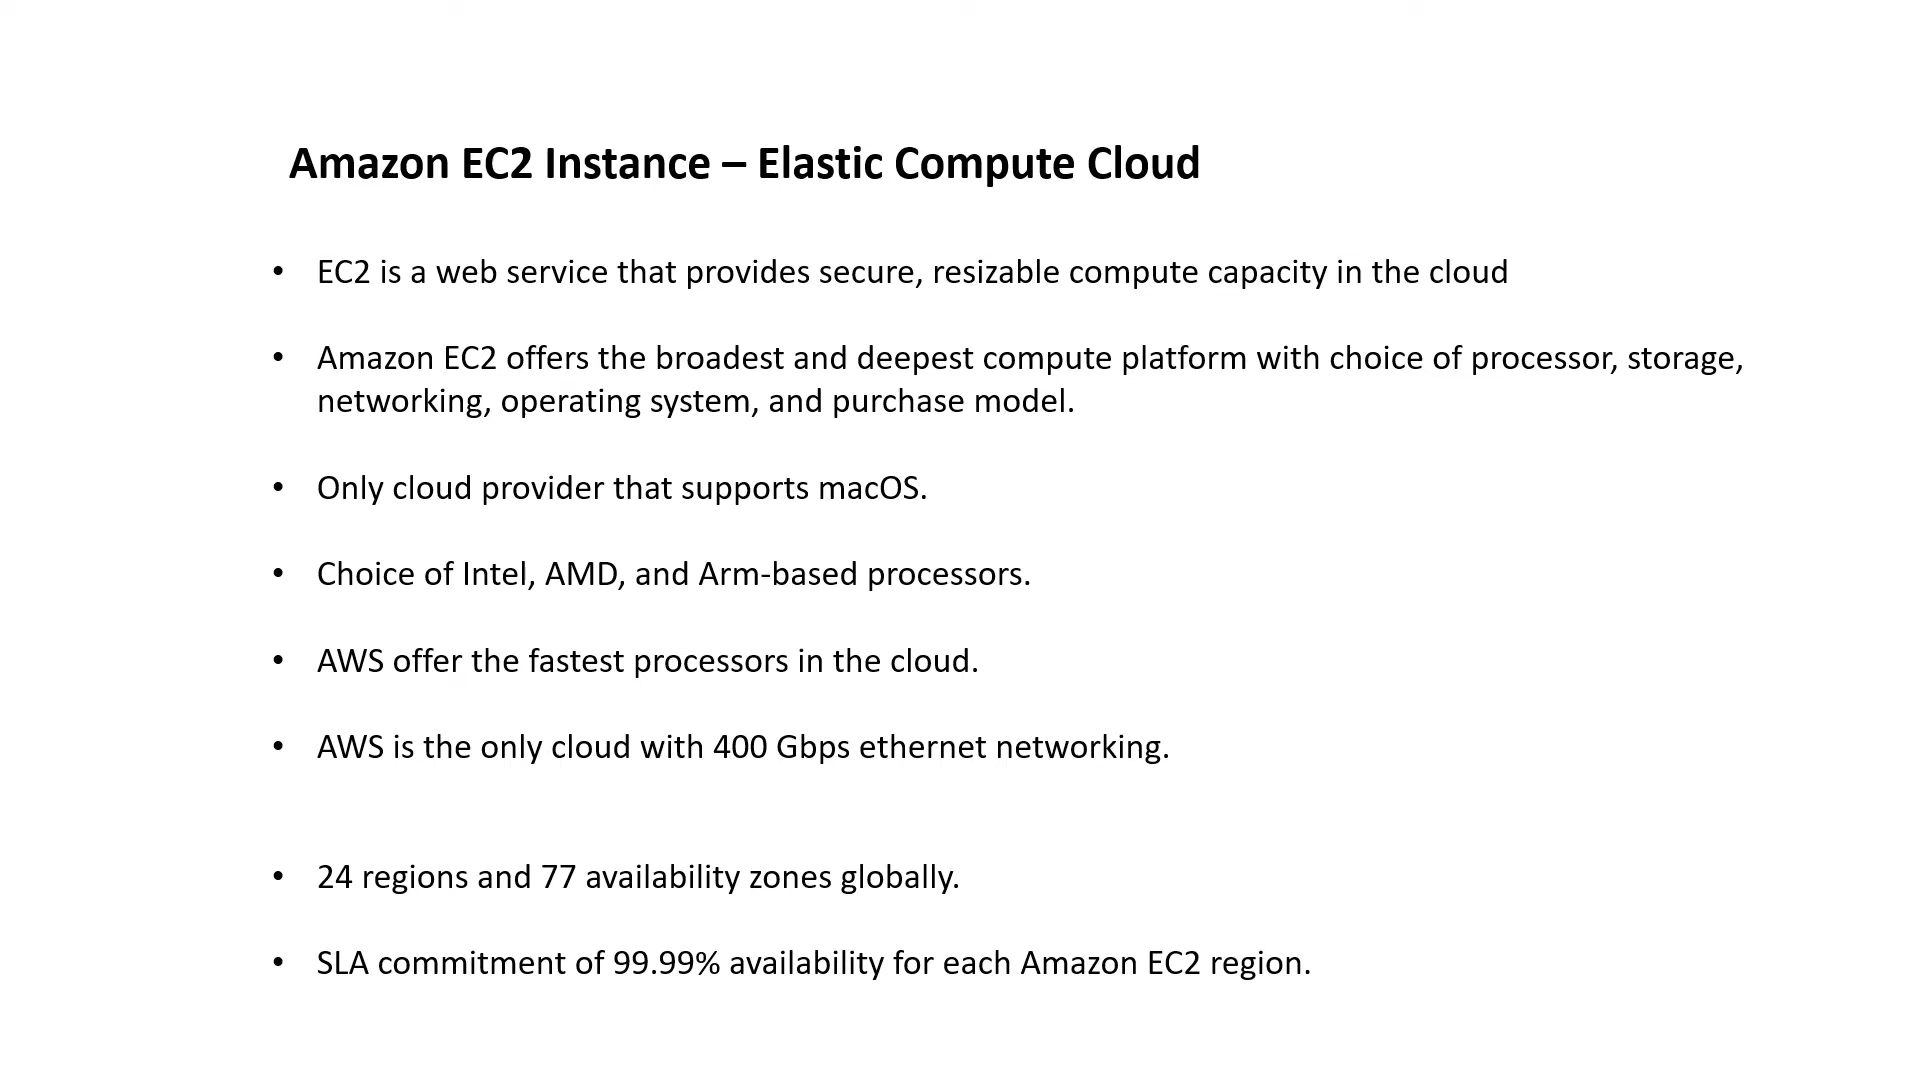 Amazon EC2 Instance – Elastic Compute Cloud
• EC2 is a web service that provides secure, resizable compute capacity in the cloud
• Amazon EC2 offers the broadest and deepest compute platform with choice of processor, storage,
networking, operating system, and purchase model.
• Only cloud provider that supports macOS.
• Choice of Intel, AMD, and Arm-based processors.
• AWS offer the fastest processors in the cloud.
• AWS is the only cloud with 400 Gbps ethernet networking.
• 24 regions and 77 availability zones globally.
• SLA commitment of 99.99% availability for each Amazon EC2 region.